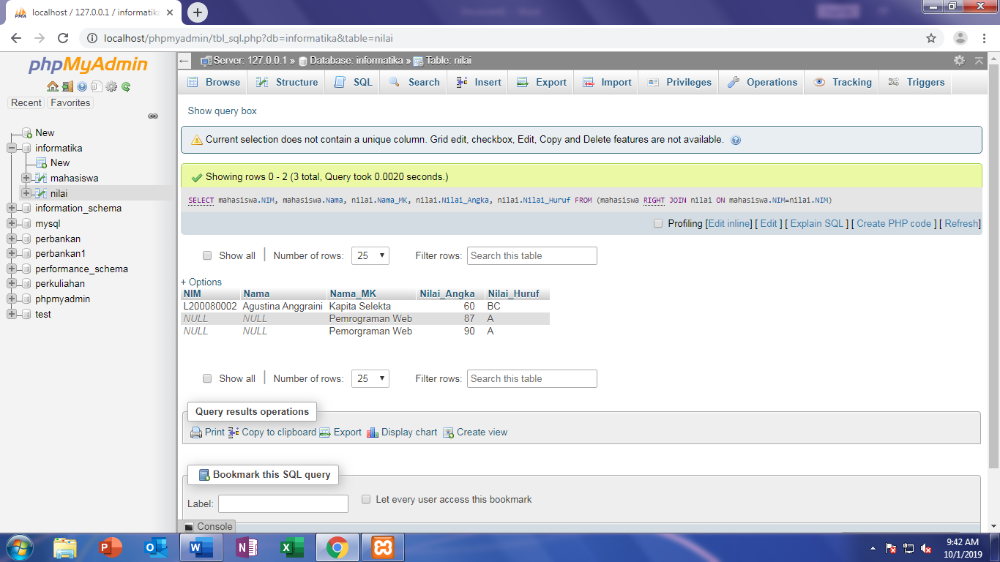 localhost / 127.0.0.1 / informatika
localhost/phpmyadmin/tbl_sql.php?db=informatika&table=nilai
phpMyAdmin
Recent Favorites
New
informatika
New
mahasiswa
nilai
information_schema
mysql
perbankan
perbankan1
performance_schema
perkuliahan
phpmyadmin
test
Server: 127.0.0.1 » Database: informatika » Table: nilai
Browse Structure SQL Search Insert Export Import Privileges Operations Tracking Triggers
Show query box
Current selection does not contain a unique column. Grid edit, checkbox, Edit, Copy and Delete features are not available.
Showing rows 0 - 2 (3 total, Query took 0.0020 seconds.)
SELECT mahasiswa.NIM, mahasiswa.Nama, nilai.Nama_MK, nilai.Nilai_Angka, nilai.Nilai_Huruf FROM (mahasiswa RIGHT JOIN nilai ON mahasiswa.NIM=nilai.NIM)
Profiling [Edit inline] [ Edit ] [ Explain SQL ] [ Create PHP code ] [ Refresh]
Show all | Number of rows: 25 Filter rows: Search this table
+ Options
NIM Nama Nama_MK Nilai_Angka Nilai_Huruf
L200080002 Agustina Anggraini Kapita Selekta 60 BC
NULL NULL Pemrograman Web 87 A
NULL NULL Pemorgraman Web 90 A
Show all | Number of rows: 25 Filter rows: Search this table
Query results operations
Print Copy to clipboard Export Display chart Create view
Bookmark this SQL query
Label: Let every user access this bookmark
Console
9:42 AM
10/1/2019